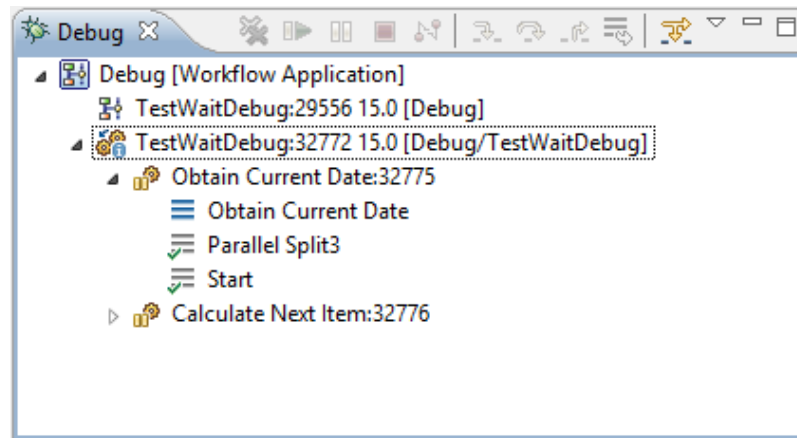 Debug
Debug [Workflow Application]
TestWaitDebug:29556 15.0 [Debug]
TestWaitDebug:32772 15.0 [Debug/TestWaitDebug]
Obtain Current Date:32775
Obtain Current Date
Parallel Split3
Start
Calculate Next Item:32776